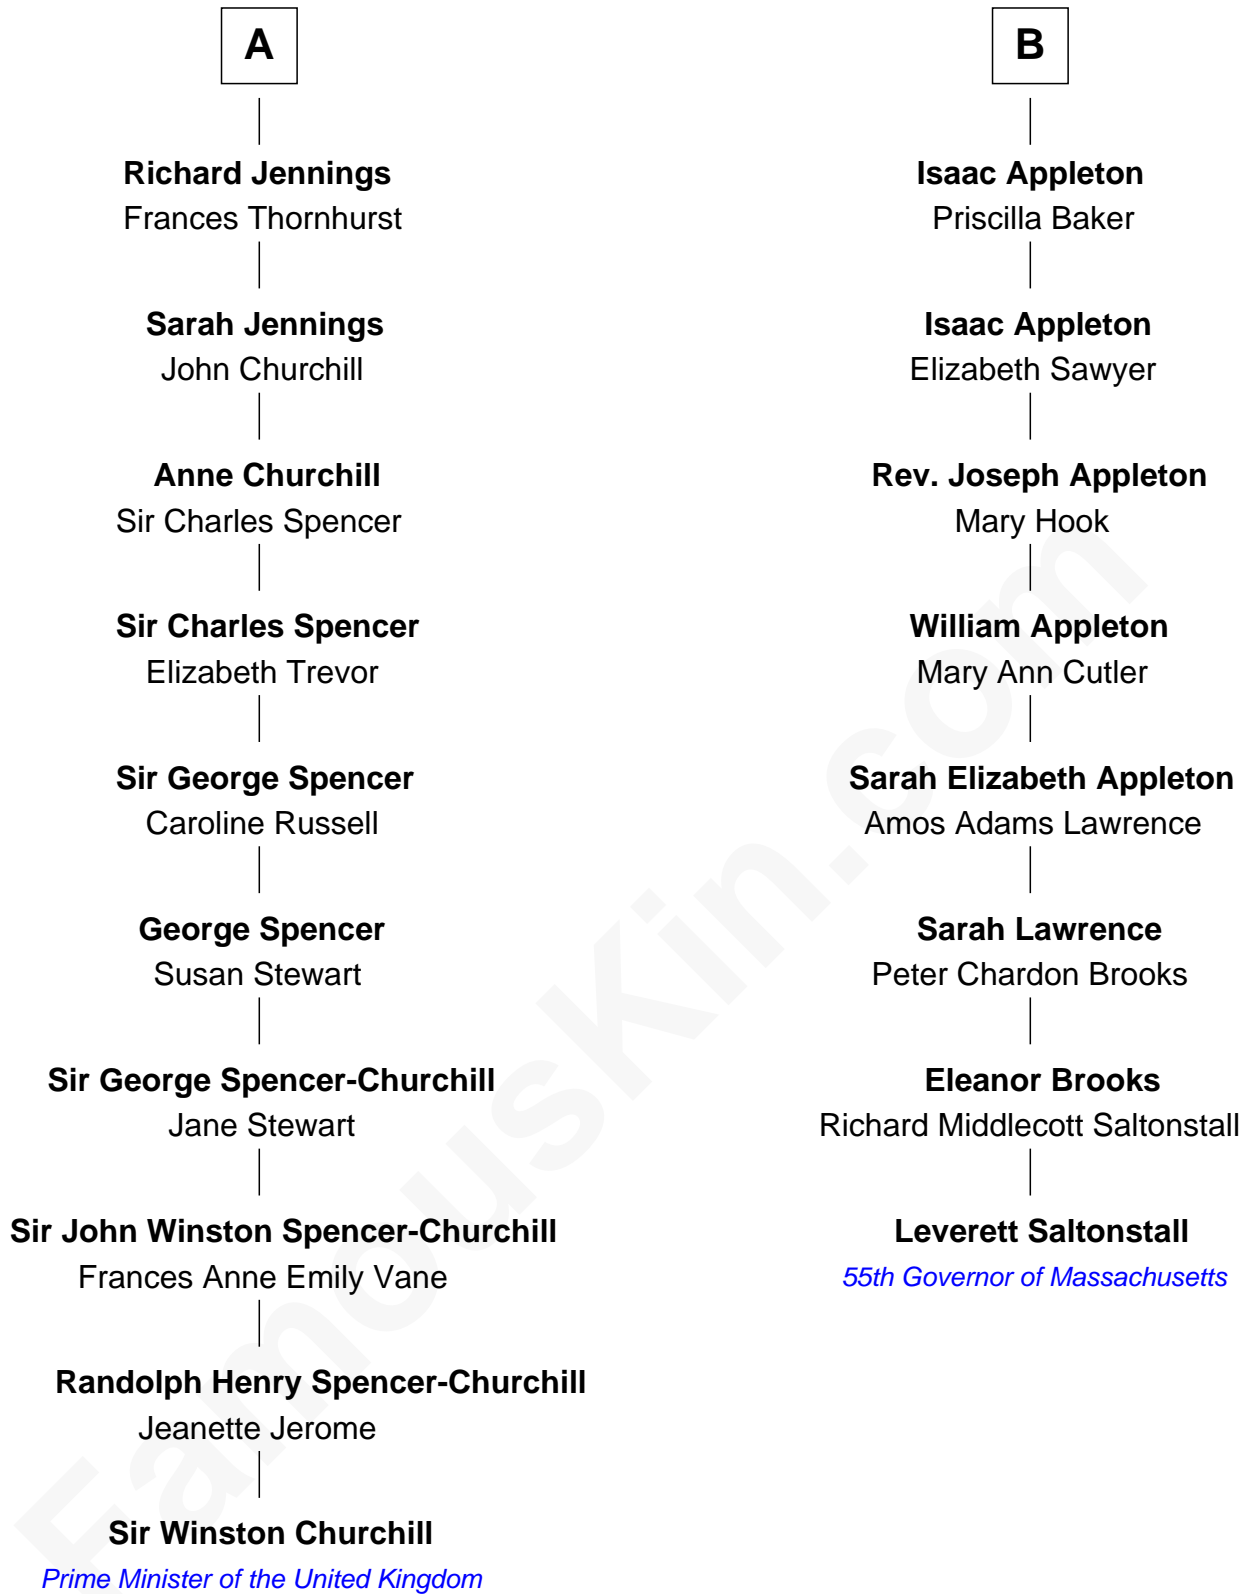 A
Richard Jennings
Frances Thornhurst
Sarah Jennings
John Churchill
Anne Churchill
Sir Charles Spencer
Sir Charles Spencer
Elizabeth Trevor
Sir George Spencer
Caroline Russell
George Spencer
Susan Stewart
Sir George Spencer-Churchill
Jane Stewart
Sir John Winston Spencer-Churchill
Frances Anne Emily Vane
Randolph Henry Spencer-Churchill
Jeanette Jerome
Sir Winston Churchill
Prime Minister of the United Kingdom
B
Isaac Appleton
Priscilla Baker
Isaac Appleton
Elizabeth Sawyer
Rev. Joseph Appleton
Mary Hook
William Appleton
Mary Ann Cutler
Sarah Elizabeth Appleton
Amos Adams Lawrence
Sarah Lawrence
Peter Chardon Brooks
Eleanor Brooks
Richard Middlecott Saltonstall
Leverett Saltonstall
55th Governor of Massachusetts
FamousKin.com